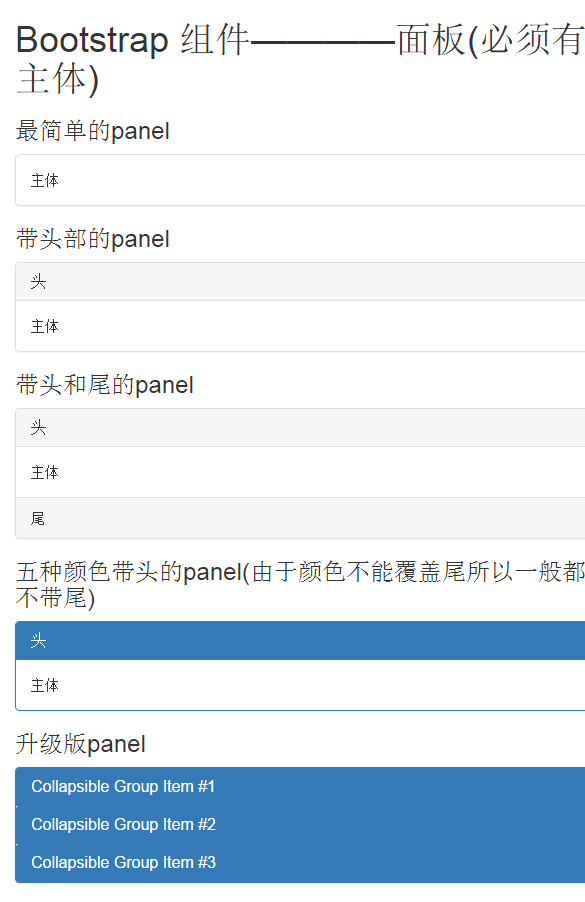 Bootstrap 组件————面板(必须有
主体)
最简单的panel
主体
带头部的panel
头
主体
带头和尾的panel
头
主体
尾
五种颜色带头的panel(由于颜色不能覆盖尾所以一般都
不带尾)
头
主体
升级版panel
Collapsible Group Item #1
Collapsible Group Item #2
Collapsible Group Item #3